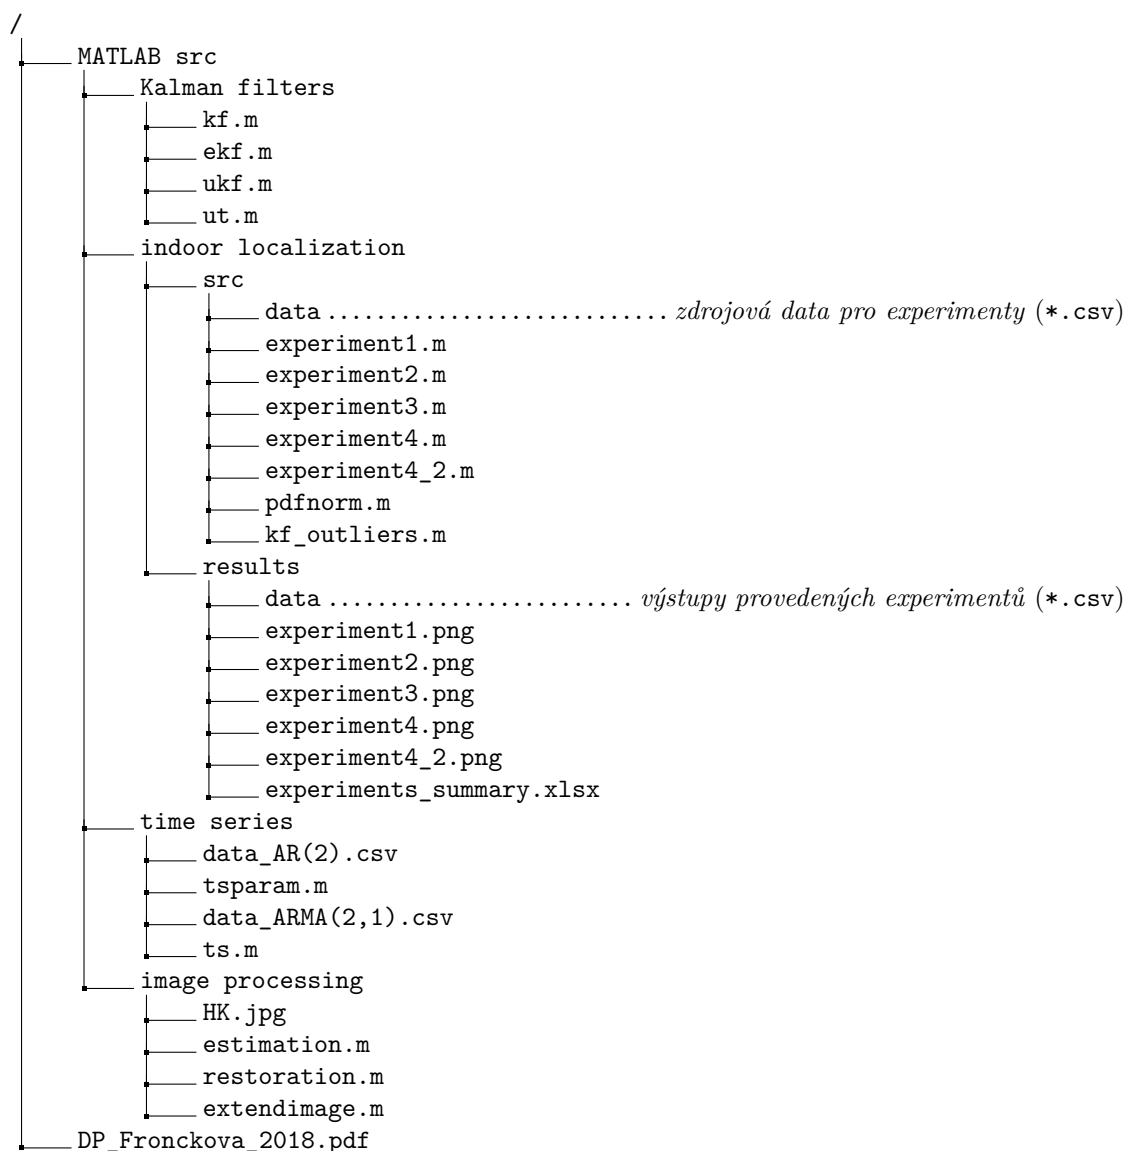 /
MATLAB src
Kalman filters
kf.m
ekf.m
ukf.m
ut.m
indoor localization
src
data ............................ zdrojová data pro experimenty (*.csv)
experiment1.m
experiment2.m
experiment3.m
experiment4.m
experiment4_2.m
pdfnorm.m
kf_outliers.m
results
data ......................... výstupy provedených experimentů (*.csv)
experiment1.png
experiment2.png
experiment3.png
experiment4.png
experiment4_2.png
experiments_summary.xlsx
time series
data_AR(2).csv
tsparam.m
data_ARMA(2,1).csv
ts.m
image processing
HK.jpg
estimation.m
restoration.m
extendimage.m
DP_Fronckova_2018.pdf